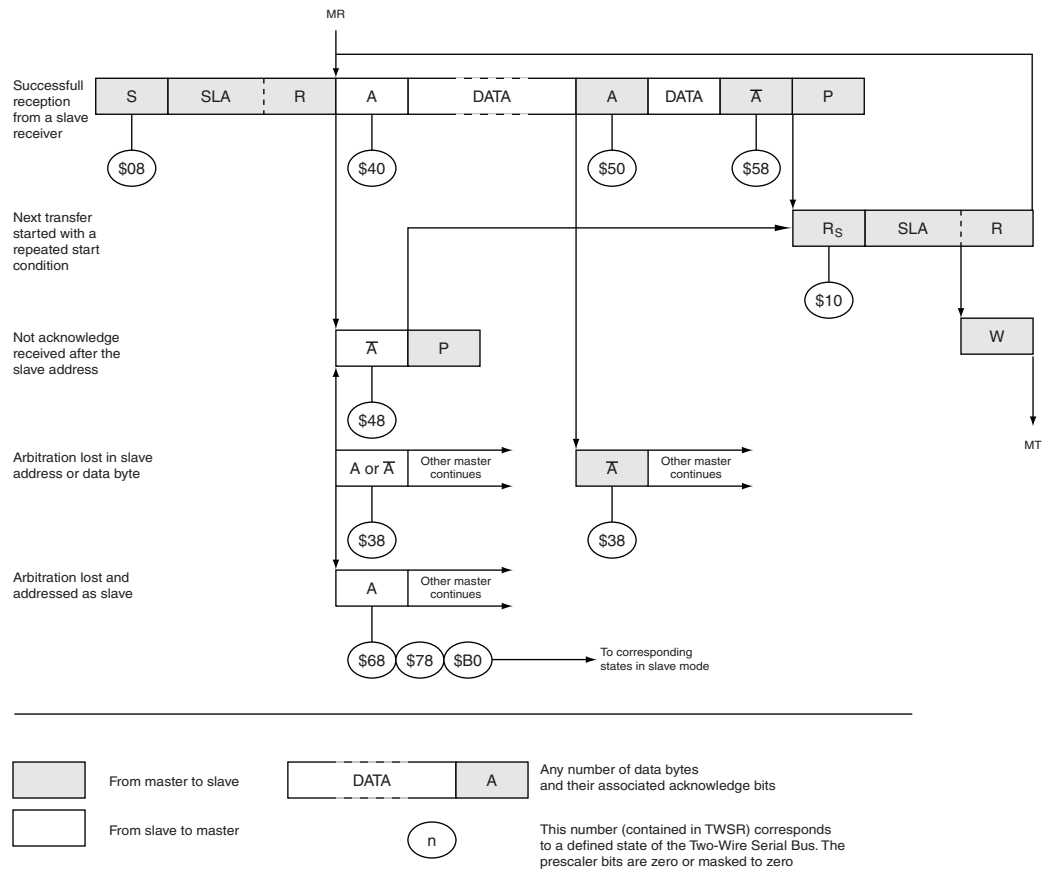 MR
Successfull
reception
from a slave
receiver
S SLA R A DATA A DATA A̅ P
$08 $40 $50 $58
Next transfer
started with a
repeated start
condition
RS SLA R
$10
Not acknowledge
received after the
slave address
A̅ P
W
$48
MT
Arbitration lost in slave
address or data byte
A or A̅ Other master
continues
A̅ Other master
continues
$38 $38
Arbitration lost and
addressed as slave
A Other master
continues
$68 $78 $B0
To corresponding
states in slave mode
From master to slave
DATA A
Any number of data bytes
and their associated acknowledge bits
From slave to master
n
This number (contained in TWSR) corresponds
to a defined state of the Two-Wire Serial Bus. The
prescaler bits are zero or masked to zero